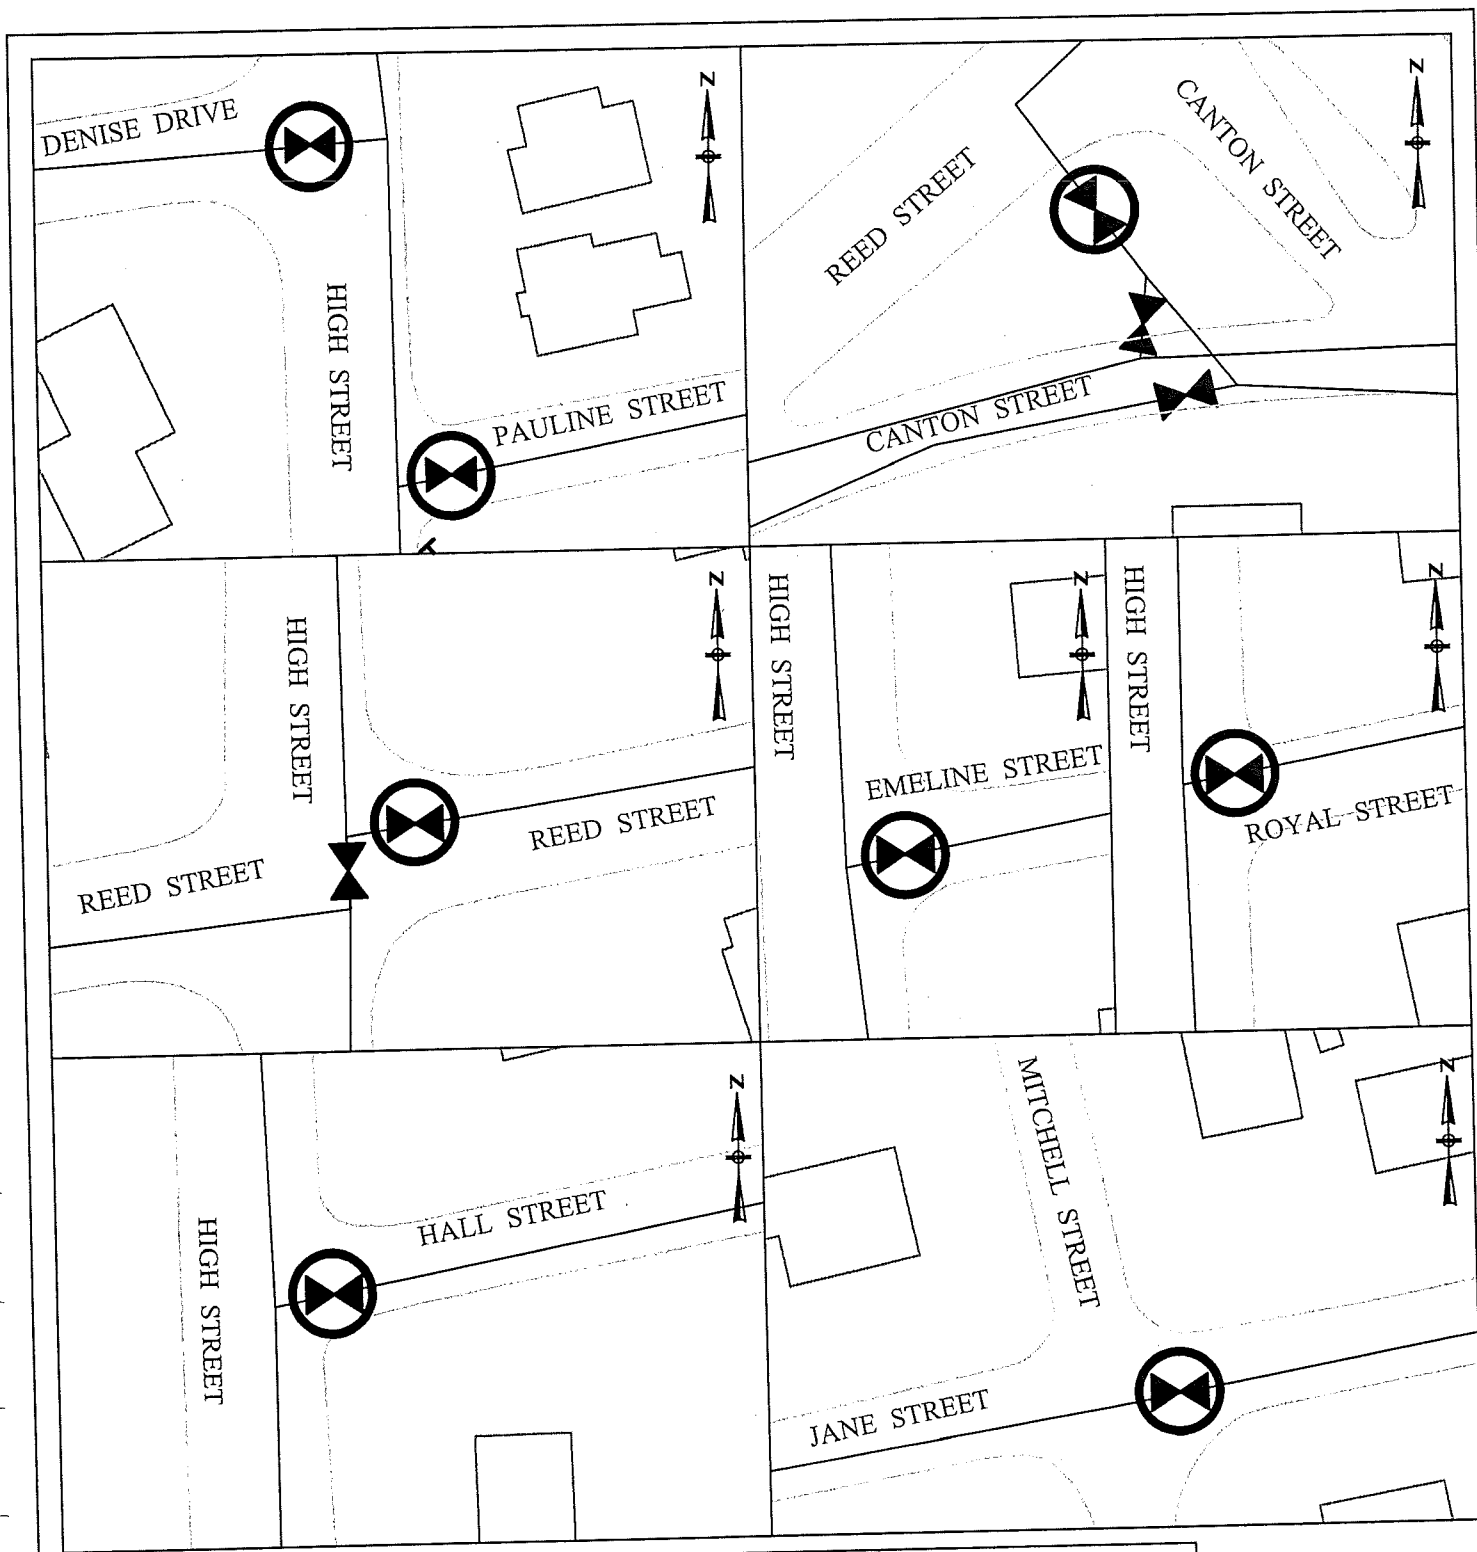 DENISE DRIVE
N
HIGH STREET
PAULINE STREET
N
REED STREET
CANTON STREET
CANTON STREET
N
HIGH STREET
REED STREET
REED STREET
N
HIGH STREET
EMELINE STREET
N
HIGH STREET
ROYAL STREET
N
HIGH STREET
HALL STREET
N
MITCHELL STREET
JANE STREET
N